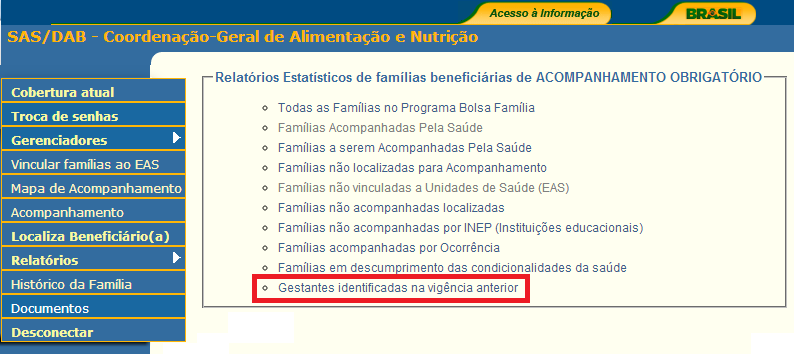 Acesso à Informação
BRASIL
SAS/DAB - Coordenação-Geral de Alimentação e Nutrição
Cobertura atual
Troca de senhas
Gerenciadores
Vincular famílias ao EAS
Mapa de Acompanhamento
Acompanhamento
Localiza Beneficiário(a)
Relatórios
Histórico da Família
Documentos
Desconectar
Relatórios Estatísticos de famílias beneficiárias de ACOMPANHAMENTO OBRIGATÓRIO
Todas as Famílias no Programa Bolsa Família
Famílias Acompanhadas Pela Saúde
Famílias a serem Acompanhadas Pela Saúde
Famílias não localizadas para Acompanhamento
Famílias não vinculadas a Unidades de Saúde (EAS)
Famílias não acompanhadas localizadas
Famílias não acompanhadas por INEP (Instituições educacionais)
Famílias acompanhadas por Ocorrência
Famílias em descumprimento das condicionalidades da saúde
Gestantes identificadas na vigência anterior